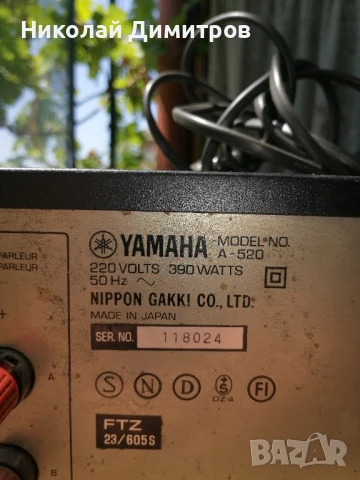 Николай Димитров
YAMAHA
MODEL NO.
A-520
220 VOLTS 390 WATTS
50 Hz
NIPPON GAKKI CO., LTD.
MADE IN JAPAN
SER. NO. 118024
PARLEUR
PARLEUR
+
A
S N D S FI
DZ4
FTZ
23/605S
B
BAZAR